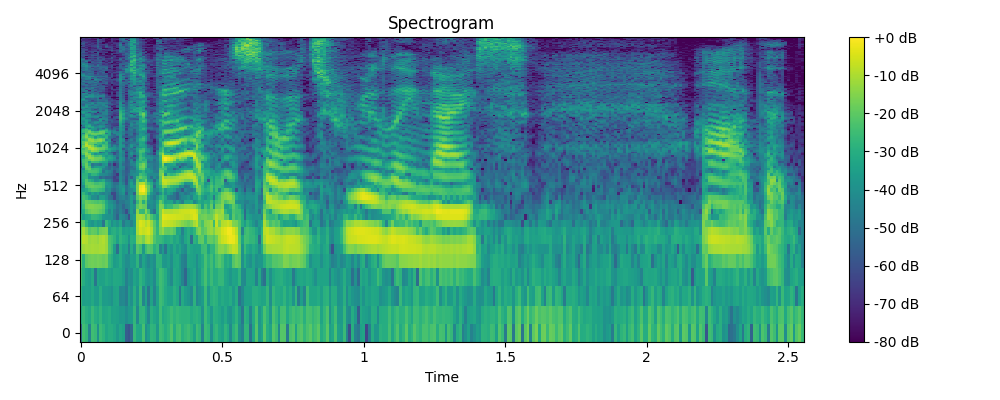 Spectrogram
Hz
4096
2048
1024
512
256
128
64
0
0 0.5 1 1.5 2 2.5
Time
+0 dB
-10 dB
-20 dB
-30 dB
-40 dB
-50 dB
-60 dB
-70 dB
-80 dB